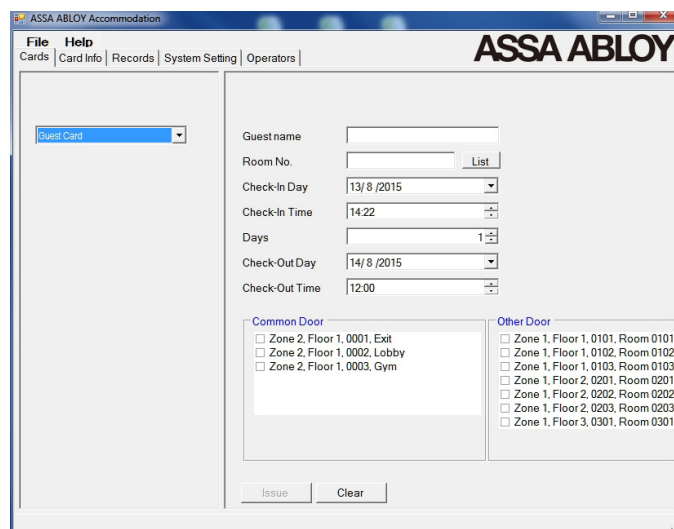 ASSA ABLOY Accommodation
File Help
ASSA ABLOY
Cards Card Info Records System Setting Operators
Guest Card
Guest name
Room No. List
Check-In Day 13/ 8 /2015
Check-In Time 14:22
Days 1
Check-Out Day 14/ 8 /2015
Check-Out Time 12:00
Common Door
Zone 2, Floor 1, 0001, Exit
Zone 2, Floor 1, 0002, Lobby
Zone 2, Floor 1, 0003, Gym
Other Door
Zone 1, Floor 1, 0101, Room 0101
Zone 1, Floor 1, 0102, Room 0102
Zone 1, Floor 1, 0103, Room 0103
Zone 1, Floor 2, 0201, Room 0201
Zone 1, Floor 2, 0202, Room 0202
Zone 1, Floor 2, 0203, Room 0203
Zone 1, Floor 3, 0301, Room 0301
Issue Clear